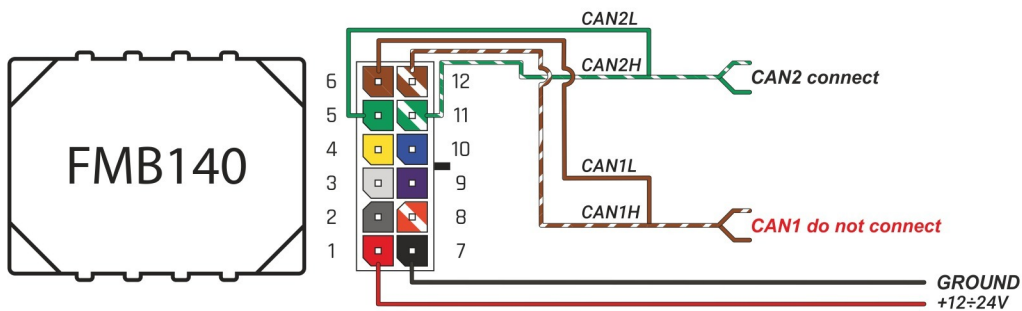 CAN2L
CAN2H
CAN2 connect
FMB140
6
12
5
11
4
10
3
9
2
8
1
7
CAN1L
CAN1H
CAN1 do not connect
GROUND
+12÷24V